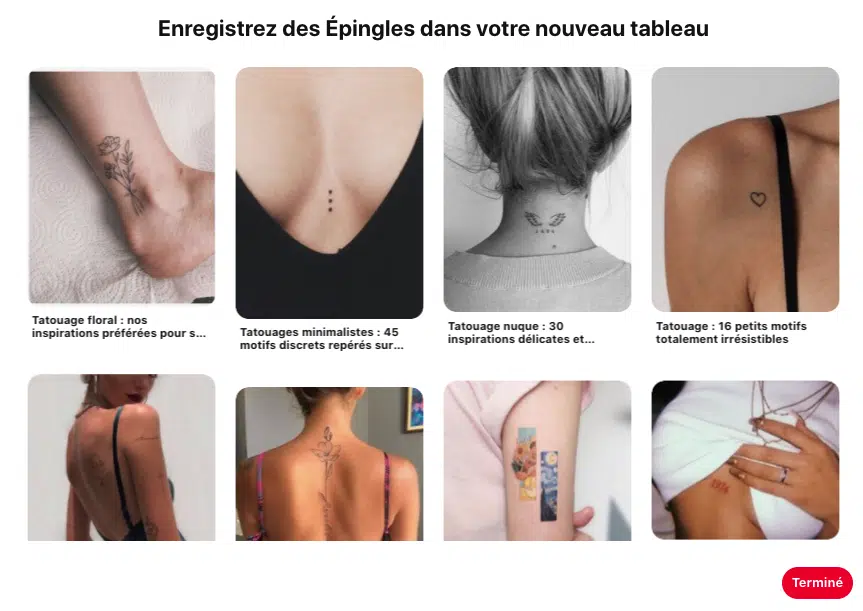 Enregistrez des Épingles dans votre nouveau tableau
Tatouage floral : nos
inspirations préférées pour s...
Tatouages minimalistes : 45
motifs discrets repérés sur...
Tatouage nuque : 30
inspirations délicates et...
Tatouage : 16 petits motifs
totalement irrésistibles
Terminé